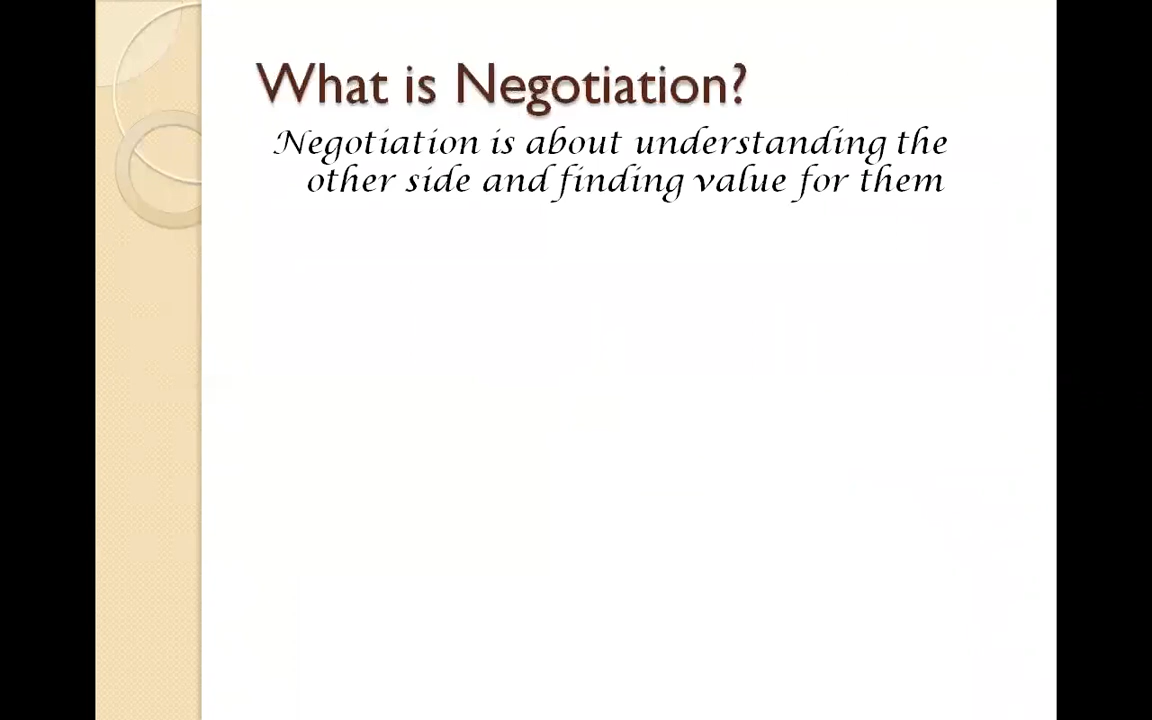 What is Negotiation?
Negotiation is about understanding the
other side and finding value for them